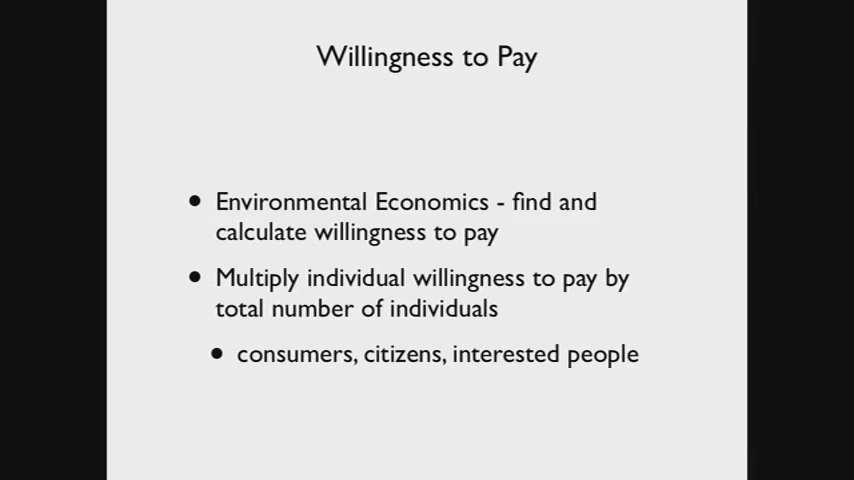 Willingness to Pay
• Environmental Economics - find and
calculate willingness to pay
• Multiply individual willingness to pay by
total number of individuals
• consumers, citizens, interested people